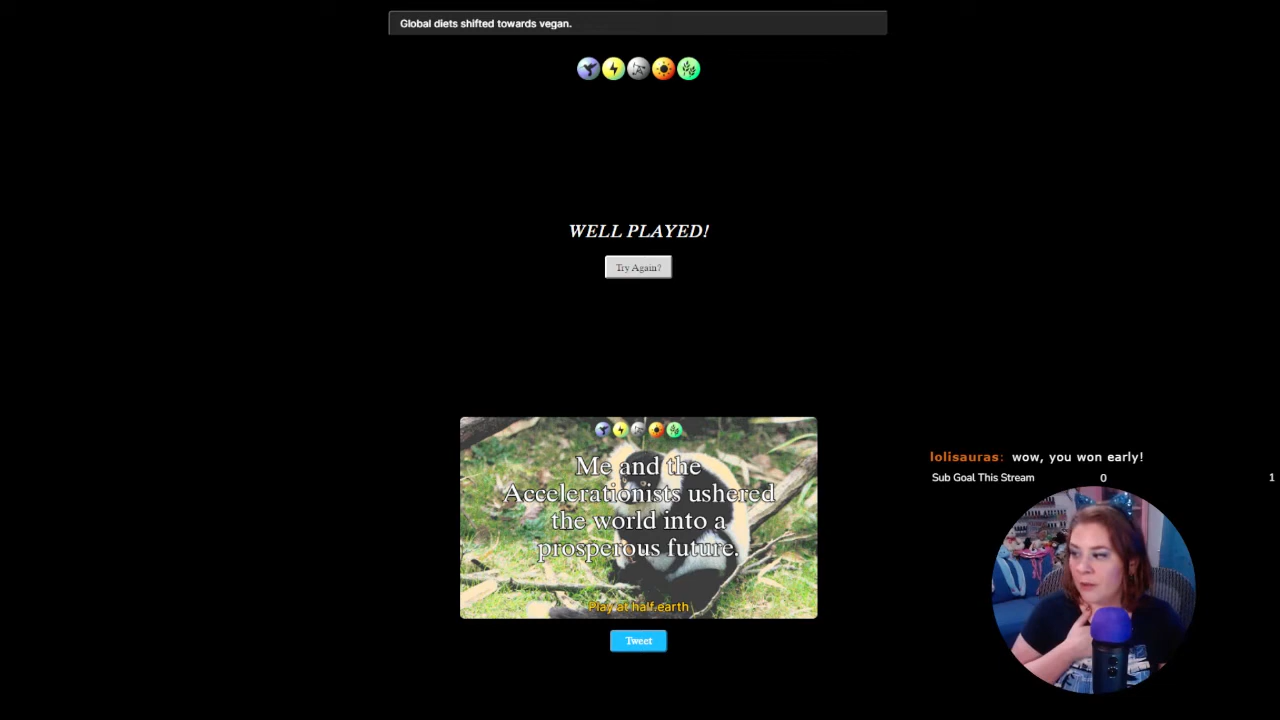 Global diets shifted towards vegan.
WELL PLAYED!
Try Again?
Me and the
Accelerationists ushered
the world into a
prosperous future.
Play at half.earth
Tweet
lolisauras: wow, you won early!
Sub Goal This Stream 0 1